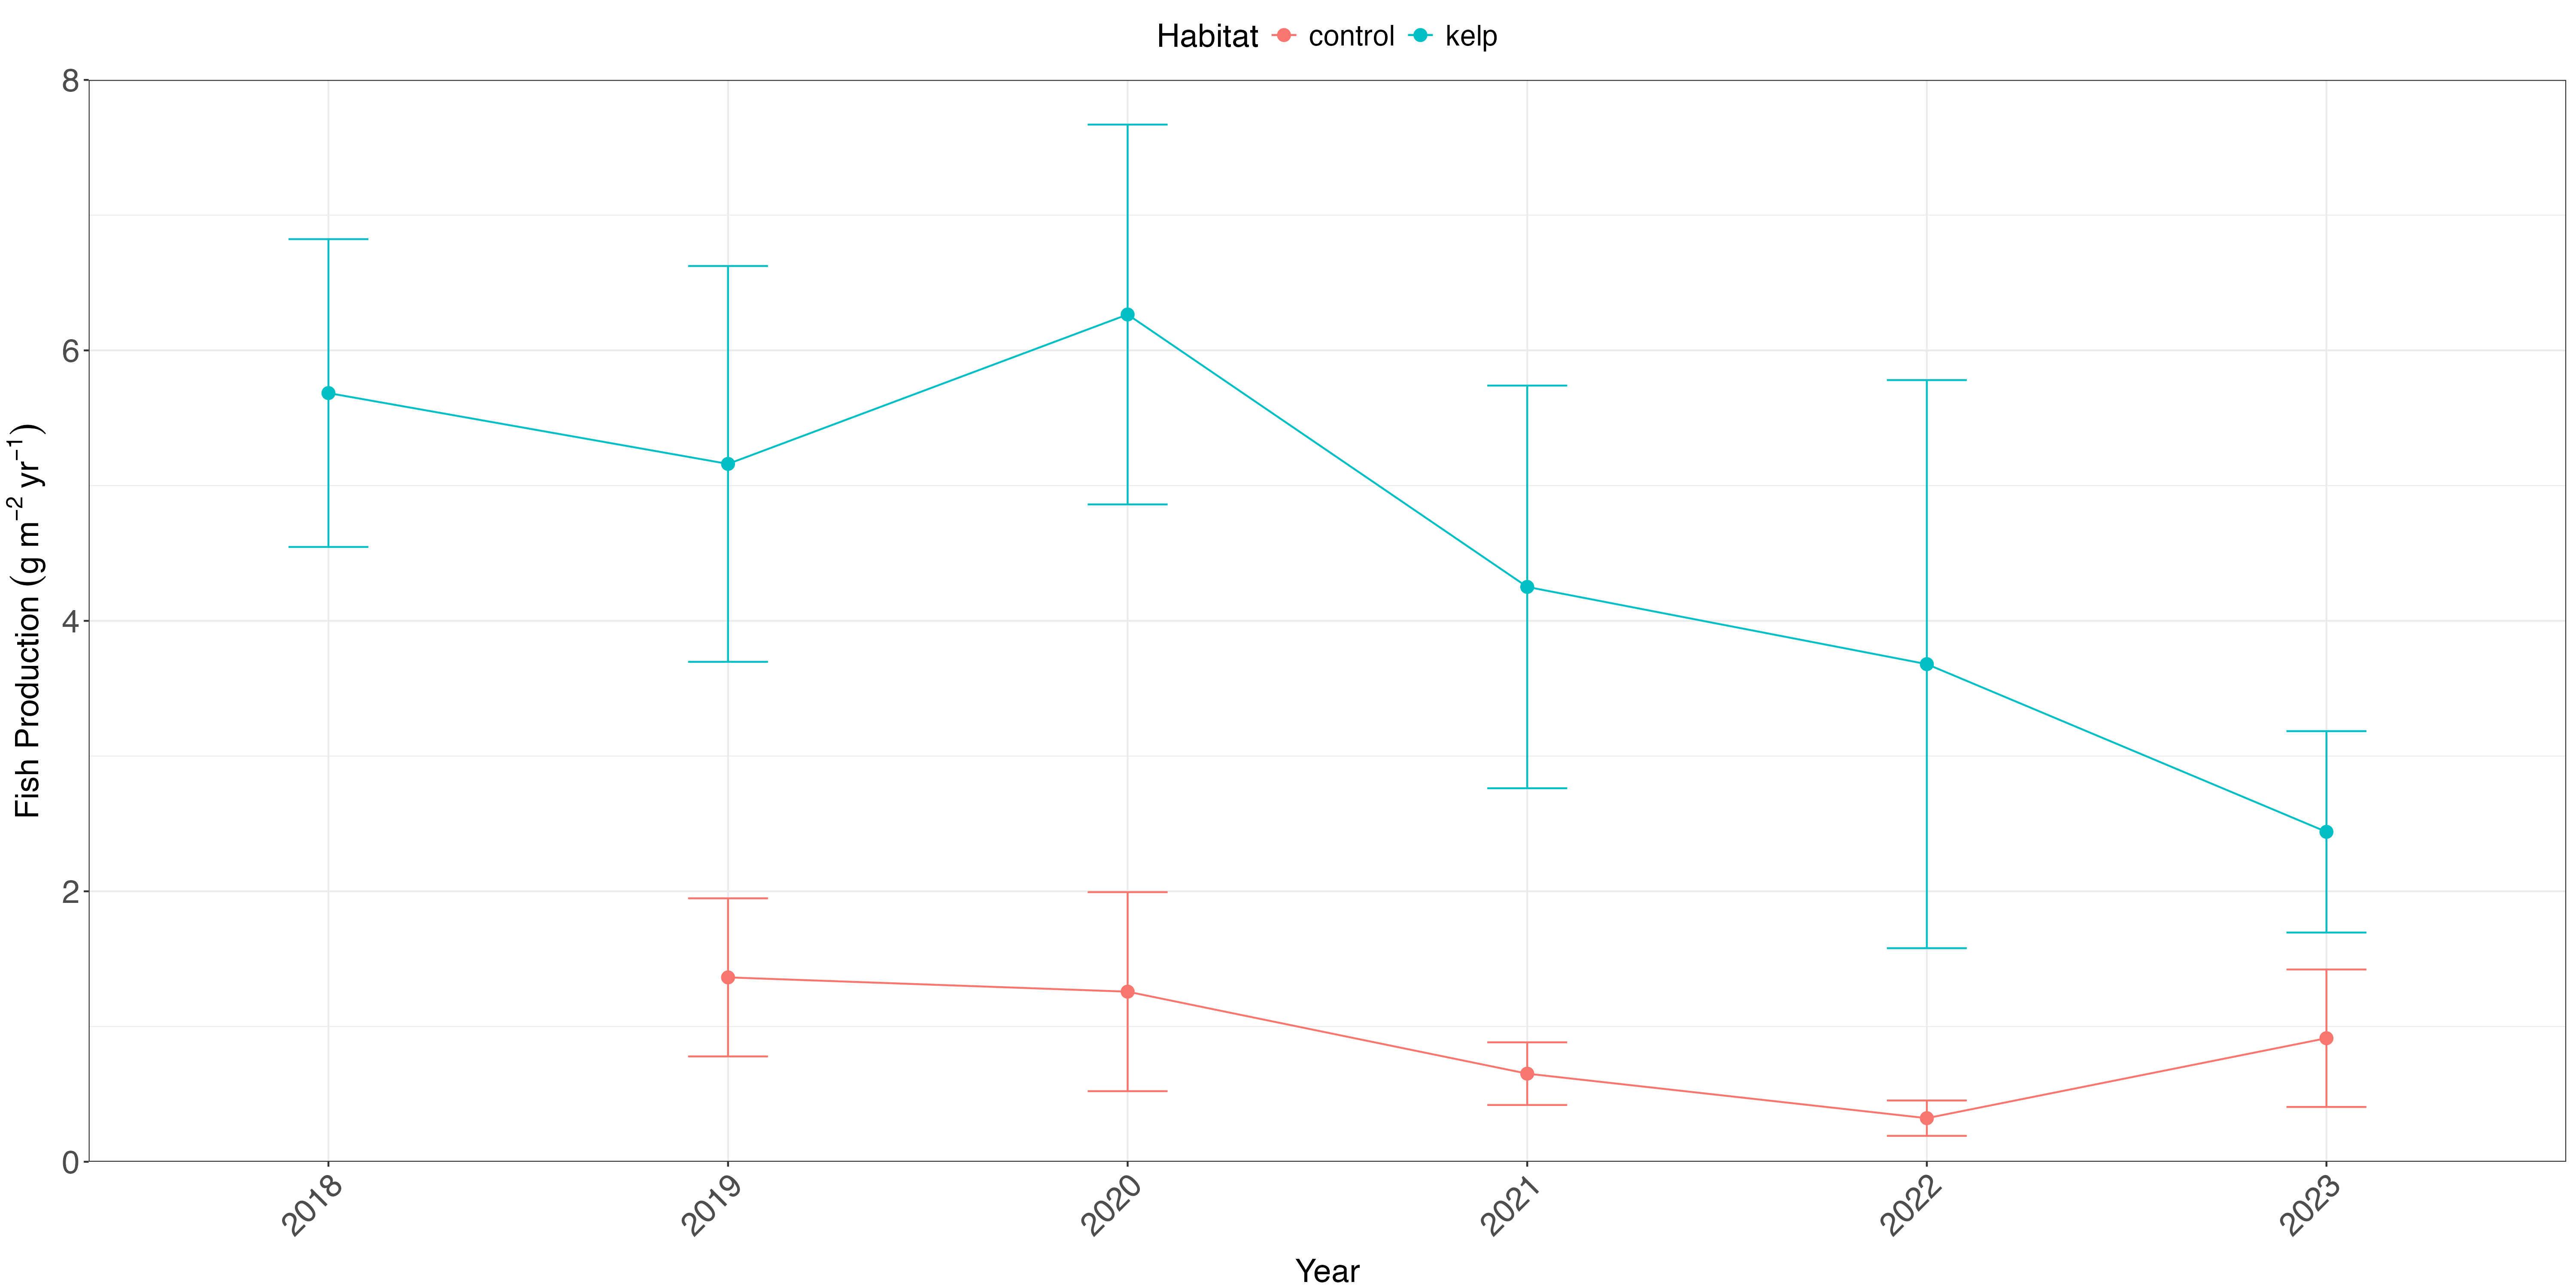 Habitat control kelp
8
6
4
2
0
Fish Production (g m⁻² yr⁻¹)
2018 2019 2020 2021 2022 2023
Year